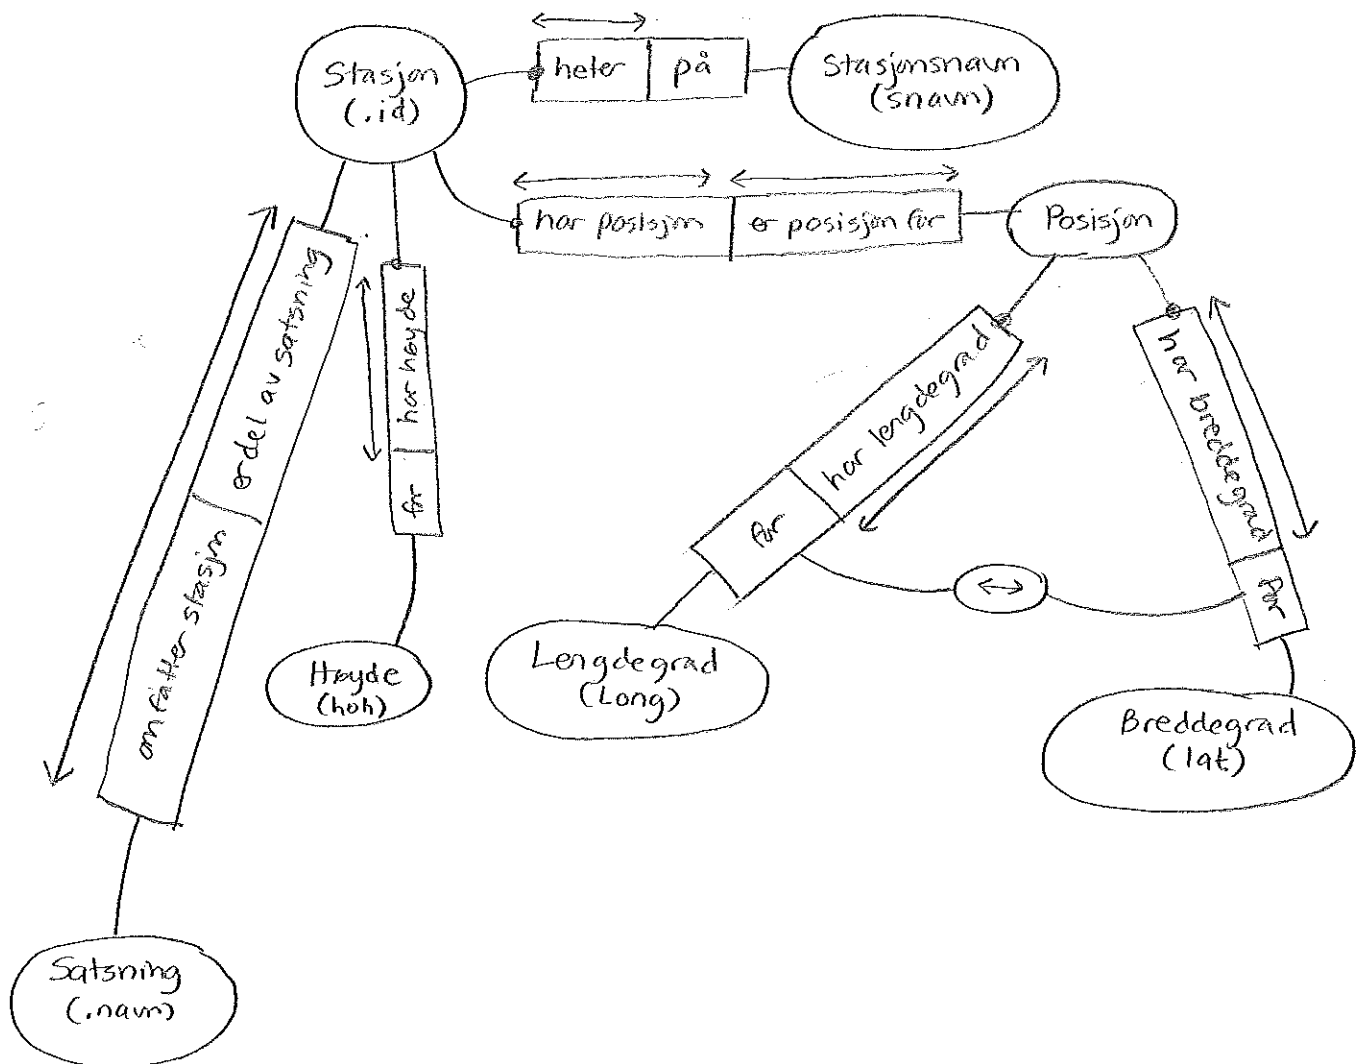 Stasjon
(.id)
heter
på
Stasjonsnavn
(snavn)
har posisjon
er posisjon for
Posisjon
er del av satsning
omfatter stasjon
har høyde
for
har lengdegrad
for
har breddegrad
for
Høyde
(hoh)
Lengdegrad
(Long)
Breddegrad
(lat.)
Satsning
(.navn)